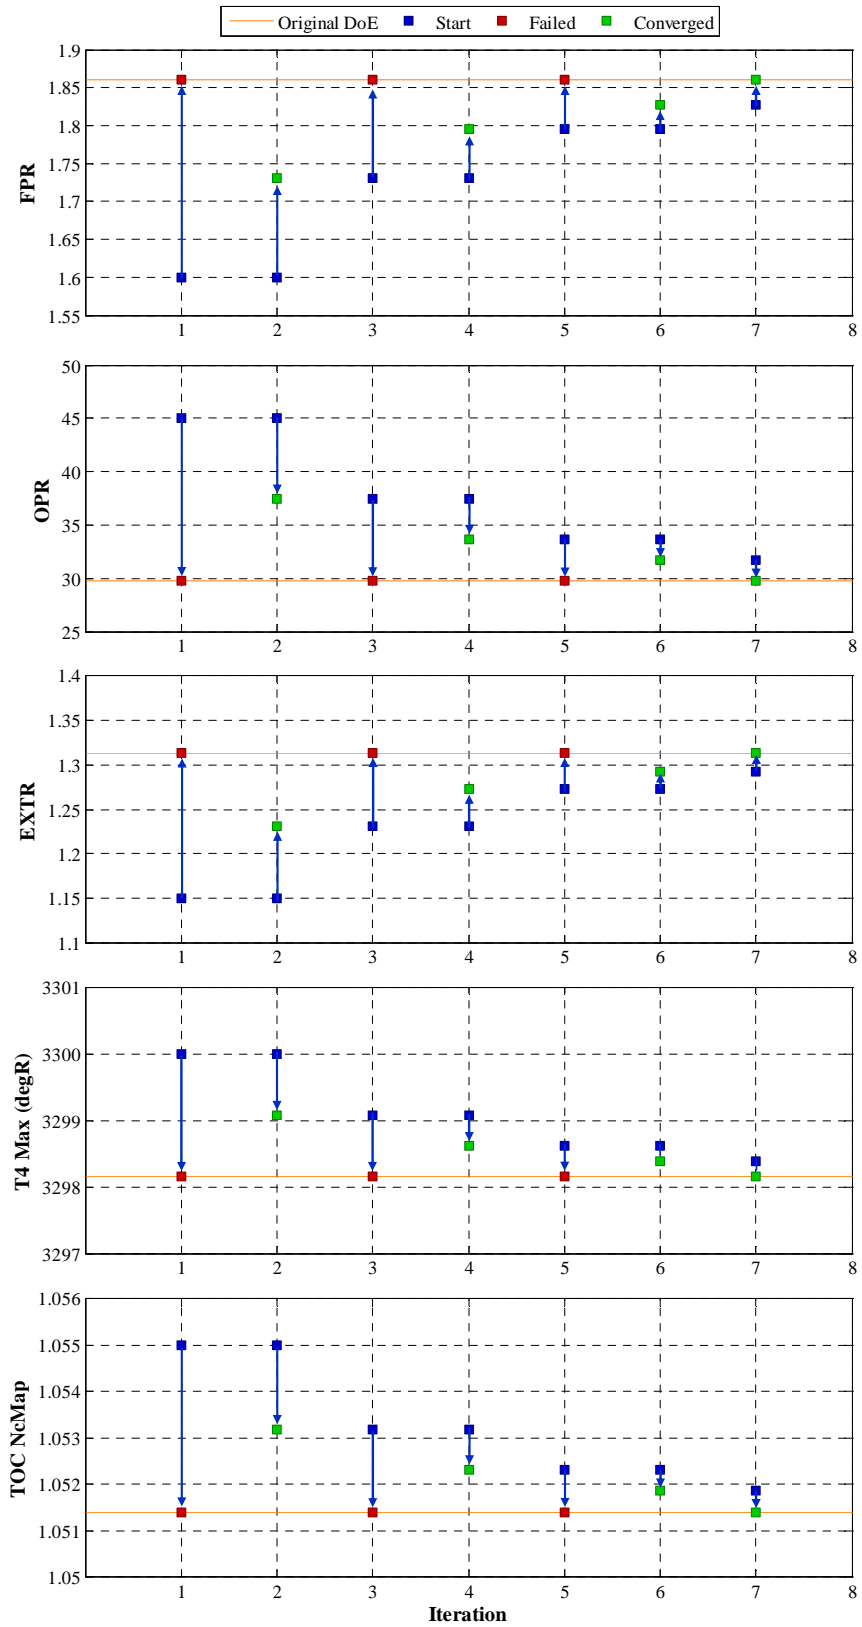 Original DoE Start Failed Converged
1.9
1.85
1.8
1.75
1.7
1.65
1.6
1.55
FPR
1 2 3 4 5 6 7 8
50
45
40
35
30
25
OPR
1 2 3 4 5 6 7 8
1.4
1.35
1.3
1.25
1.2
1.15
1.1
EXTR
1 2 3 4 5 6 7 8
3301
3300
3299
3298
3297
T4 Max (degR)
1 2 3 4 5 6 7 8
1.056
1.055
1.054
1.053
1.052
1.051
1.05
TOC NcMap
1 2 3 4 5 6 7 8
Iteration